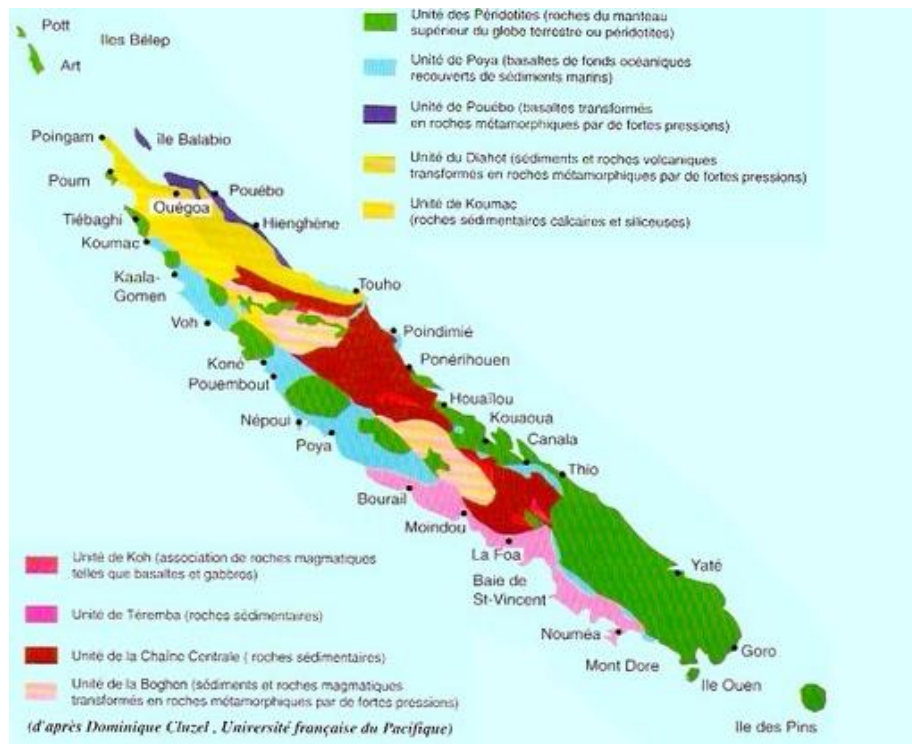 Pott
Iles Bélep
Art
Unité des Péridotites (roches du manteau
supérieur du globe terrestre ou péridotites)
Unité de Poya (basaltes de fonds océaniques
recouverts de sédiments marins)
Unité de Pouébo (basaltes transformés
en roches métamorphiques par de fortes pressions)
Unité du Diahot (sédiments et roches volcaniques
transformés en roches métamorphiques par de fortes pressions)
Unité de Koumac
(roches sédimentaires calcaires et siliceuses)
Poingam
île Balabio
Poum
Pouébo
Ouégoa
Tiébaghi
Hienghène
Koumac
Kaala-
Gomen
Touho
Voh
Poindimié
Koné
Ponérihouen
Pouembout
Houaïlou
Népoui
Kouaoua
Poya
Canala
Thio
Bourail
Moindou
La Foa
Yaté
Baie de
St-Vincent
Nouméa
Mont Dore
Goro
Ile Ouen
Ile des Pins
Unité de Koh (association de roches magmatiques
telles que basaltes et gabbros)
Unité de Téremba (roches sédimentaires)
Unité de la Chaîne Centrale ( roches sédimentaires)
Unité de la Boghen (sédiments et roches magmatiques
transformés en roches métamorphiques par de fortes pressions)
(d'après Dominique Cluzel , Université française du Pacifique)